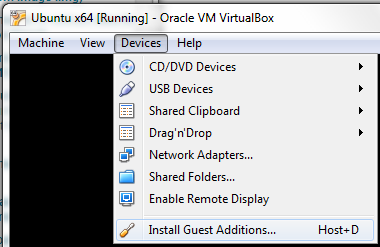 Ubuntu x64 [Running] - Oracle VM VirtualBox
Machine View Devices Help
CD/DVD Devices
USB Devices
Shared Clipboard
Drag'n'Drop
Network Adapters...
Shared Folders...
Enable Remote Display
Install Guest Additions... Host+D